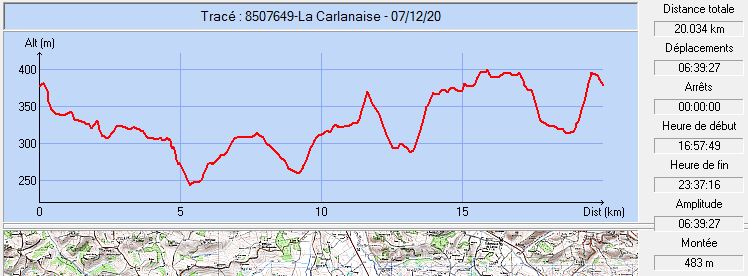 Tracé : 8507649-La Carlanaise - 07/12/20
Alt (m)
400
350
300
250
0
5
10
15
Dist (km)
Distance totale
20.034 km
Déplacements
06:39:27
Arrêts
00:00:00
Heure de début
16:57:49
Heure de fin
23:37:16
Amplitude
06:39:27
Montée
483 m